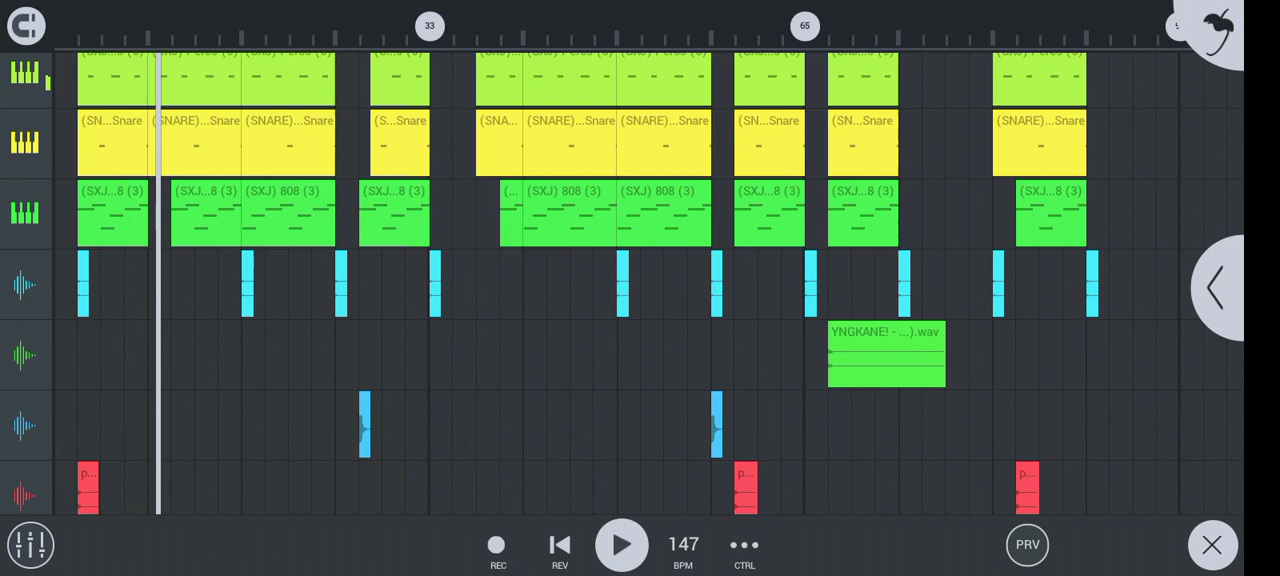 33
65
(SN...Snare
(SNARE)...Snare
(SNARE)...Snare
(S...Snare
(SNA...
(SNARE)...Snare
(SNARE)...Snare
(SN...Snare
(SN...Snare
(SNARE)...Snare
(SXJ...8 (3)
(SXJ...8 (3)
(SXJ) 808 (3)
(SXJ...8 (3)
(...
(SXJ) 808 (3)
(SXJ) 808 (3)
(SXJ...8 (3)
(SXJ...8 (3)
(SXJ...8 (3)
YNGKANE! - ...).wav
p...
p...
p...
REC
REV
147
BPM
CTRL
PRV